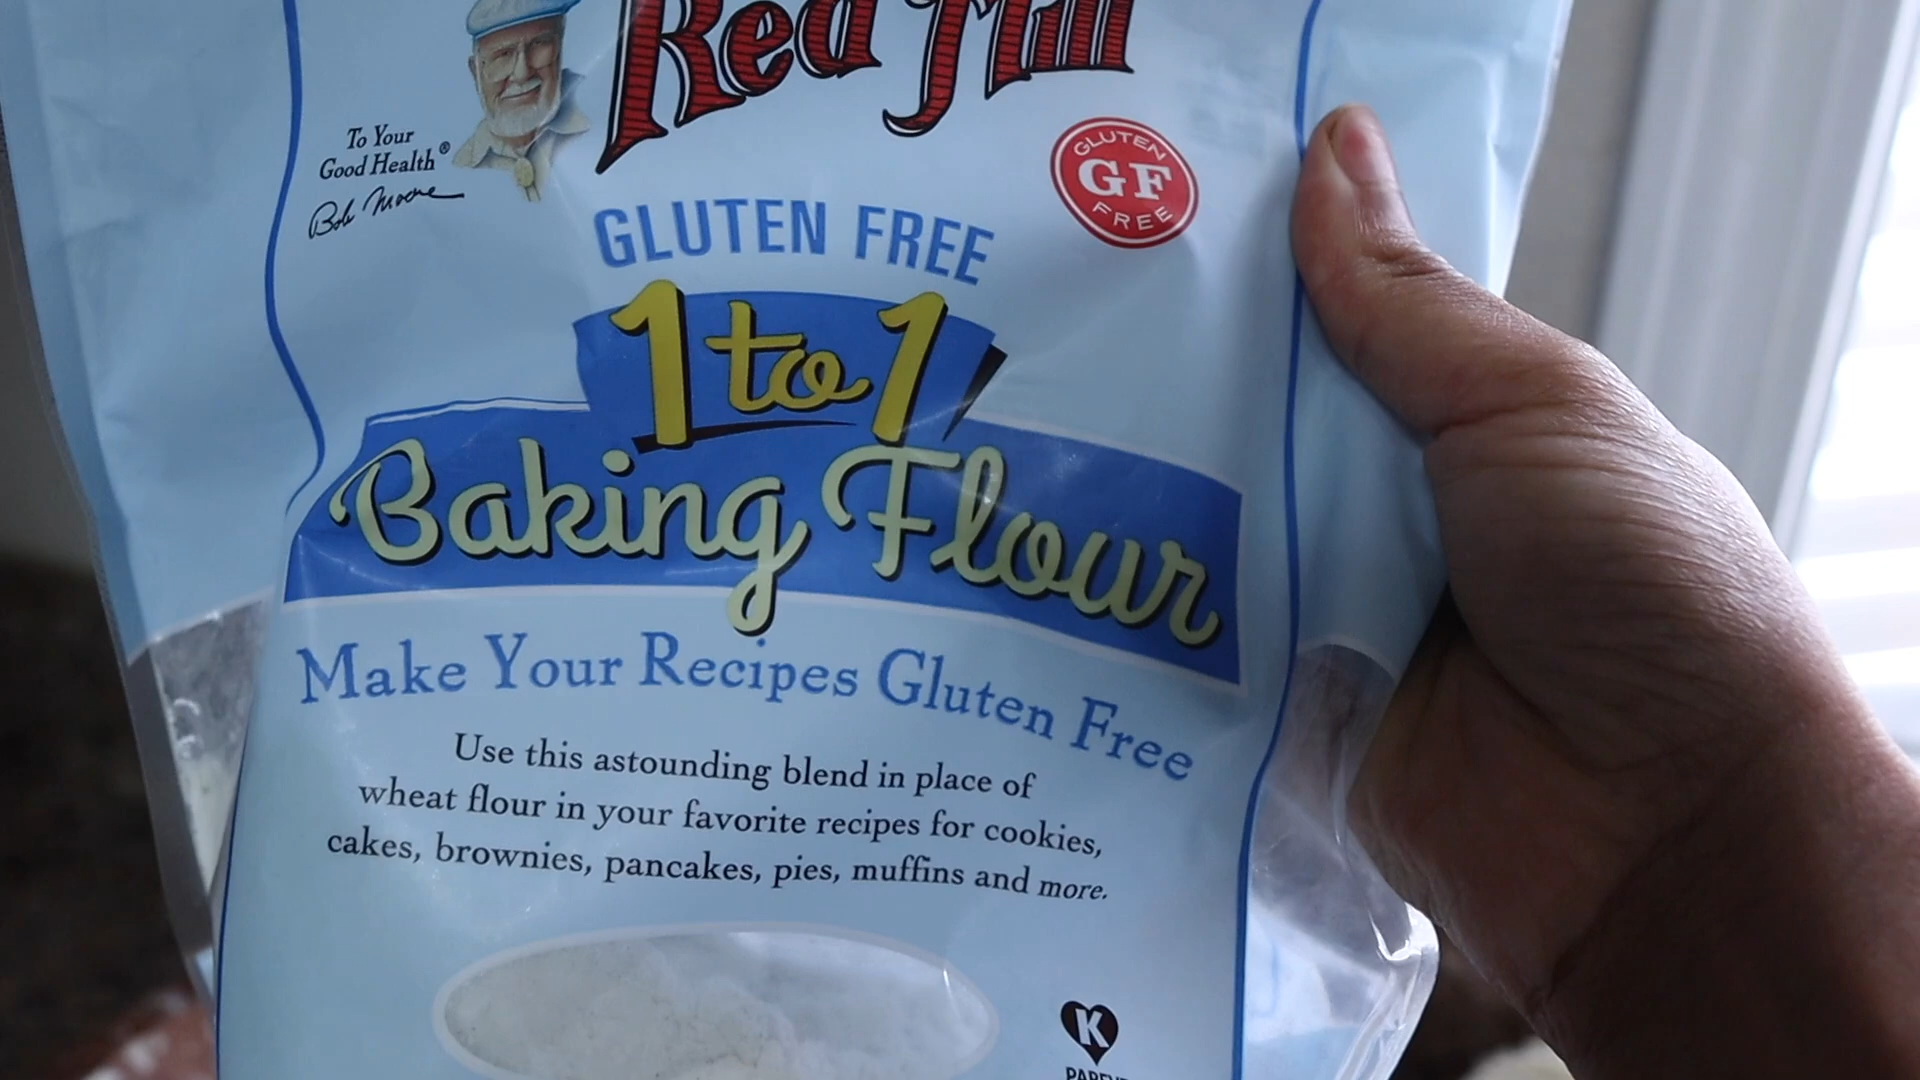 Red Mill
To Your
Good Health®
Bob Moore
GLUTEN
GF
FREE
GLUTEN FREE
1 to 1
Baking Flour
Make Your Recipes Gluten Free
Use this astounding blend in place of
wheat flour in your favorite recipes for cookies,
cakes, brownies, pancakes, pies, muffins and more.
K